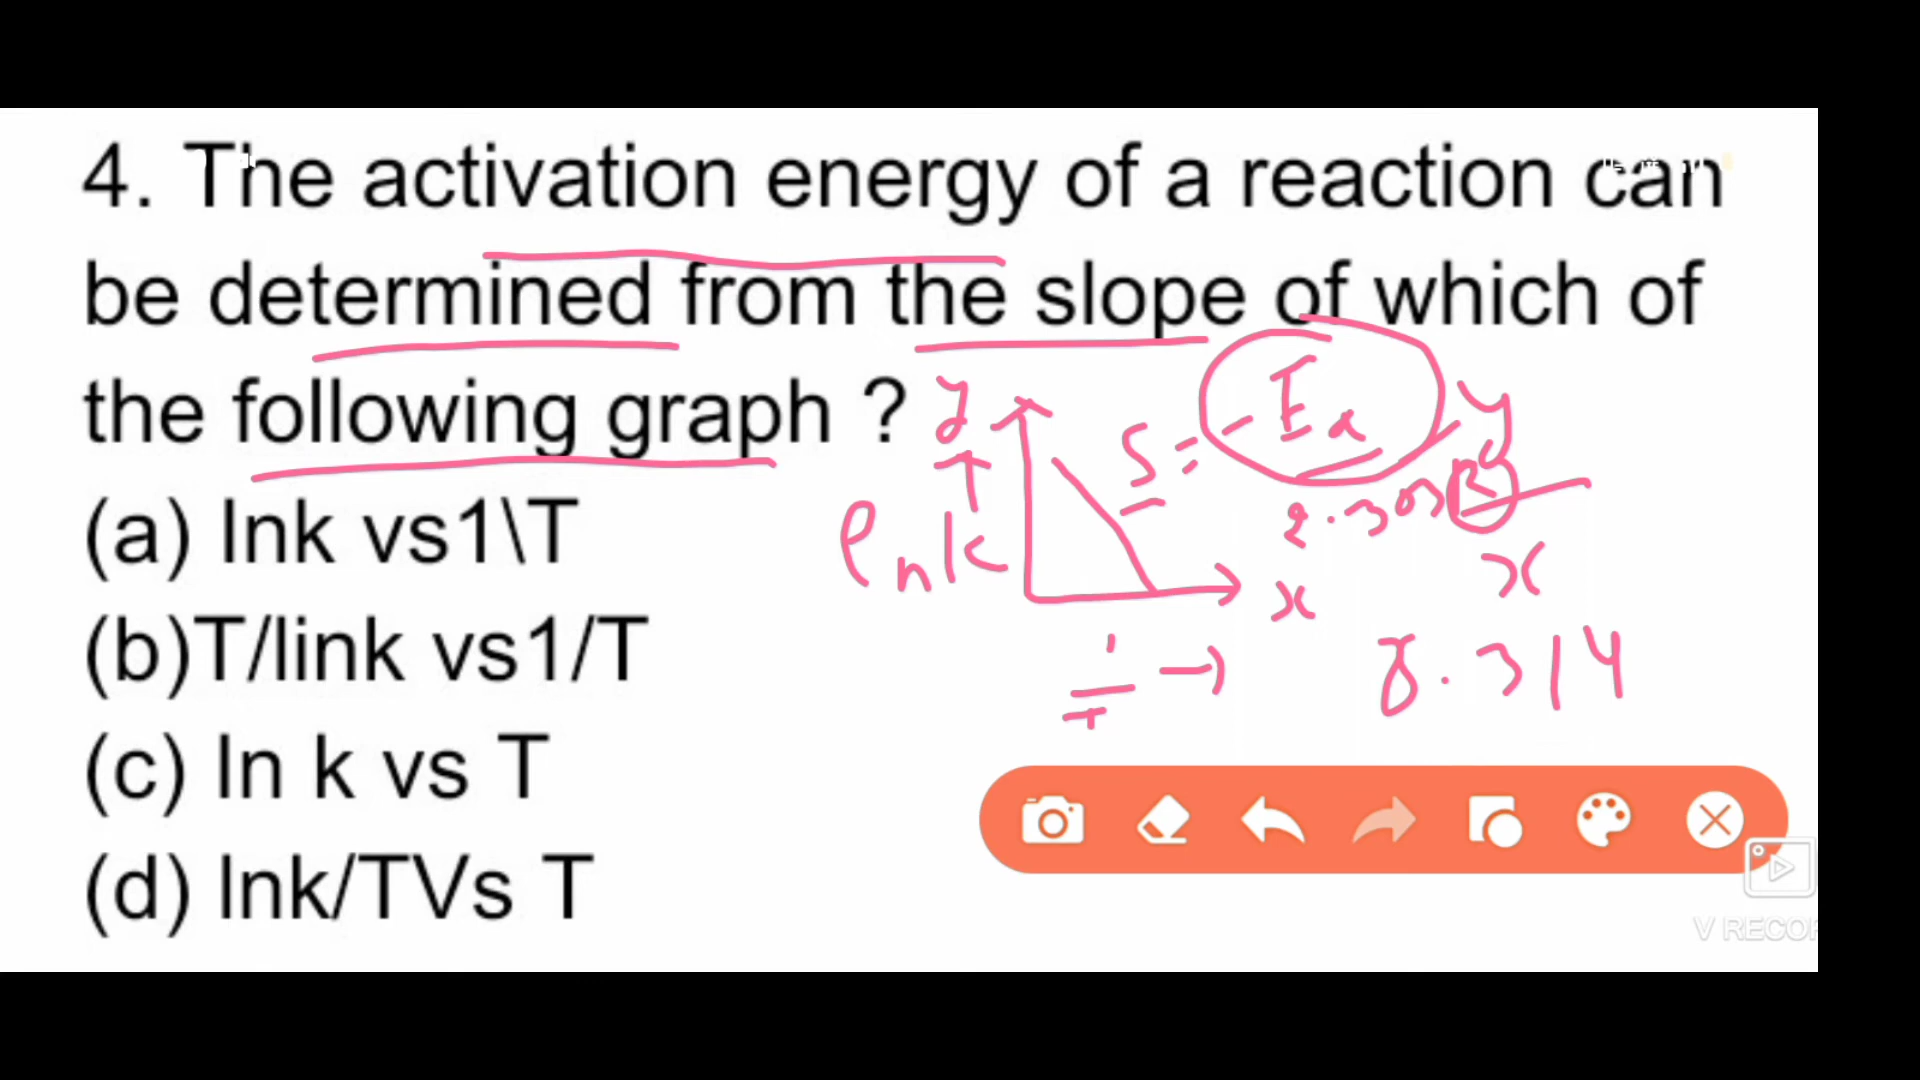 4. The activation energy of a reaction can
be determined from the slope of which of
the following graph ?
(a) lnk vs1\T
(b)T/link vs1/T
(c) ln k vs T
(d) lnk/TVs T
y
lnk
x
1
T
S = - Ea
2.303R
y
x
8.314
V RECOR